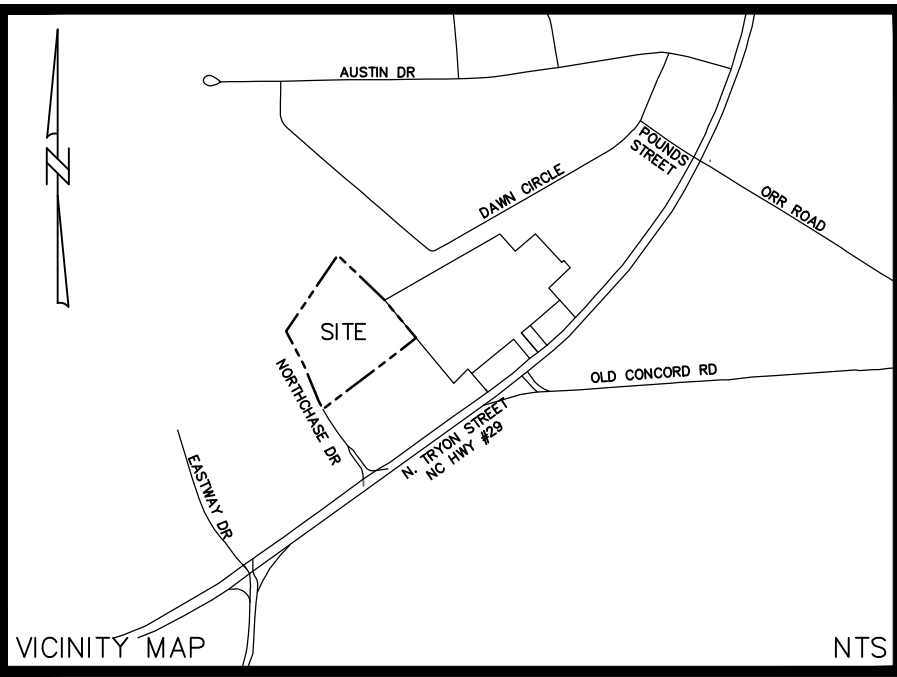 AUSTIN DR
N
POUNDS
STREET
DAWN CIRCLE
ORR ROAD
SITE
NORTHCHASE DR
OLD CONCORD RD
N. TRYON STREET
NC HWY #29
EASTWAY DR
VICINITY MAP
NTS